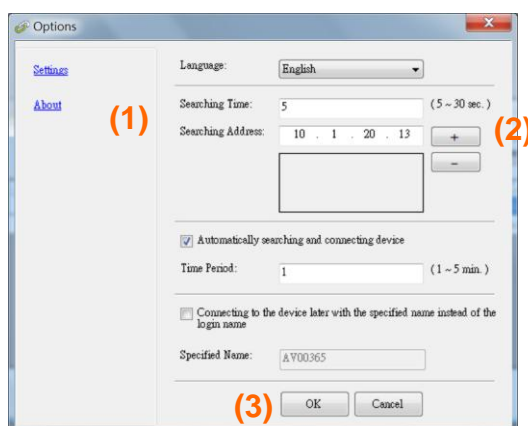 Options
Settings
About
(1)
Language: English
Searching Time: 5 ( 5 ~ 30 sec. )
Searching Address: 10 . 1 . 20 . 13 + (2)
−
Automatically searching and connecting device
Time Period: 1 ( 1 ~ 5 min. )
Connecting to the device later with the specified name instead of the
login name
Specified Name: AV00365
(3) OK Cancel